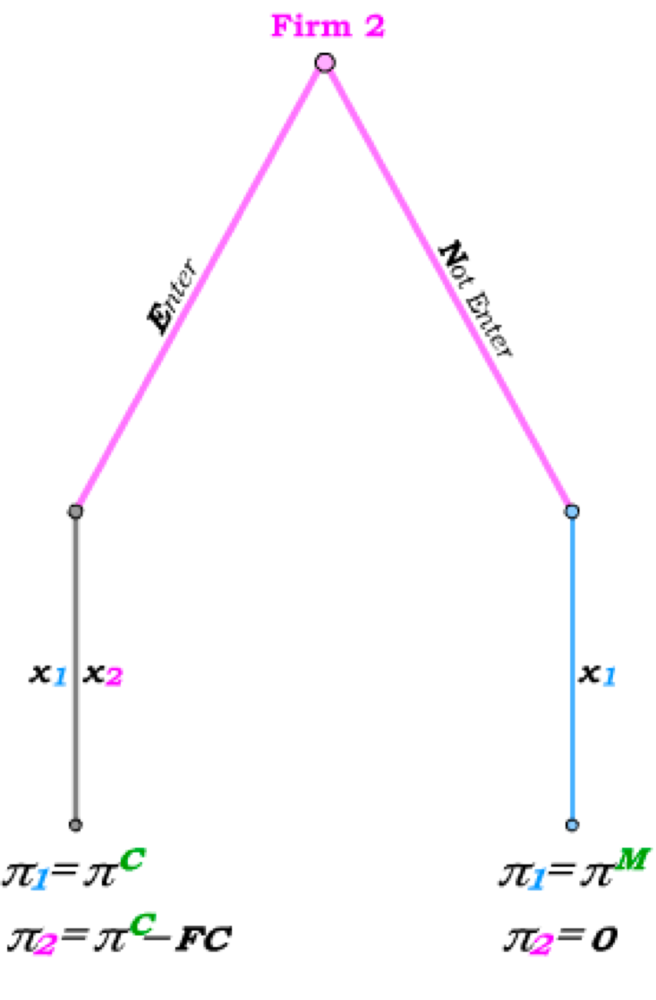 Firm 2
Enter
Not Enter
x₁ x₂
x₁
π₁=πᶜ
π₁=πᴹ
π₂=πᶜ−FC
π₂=0